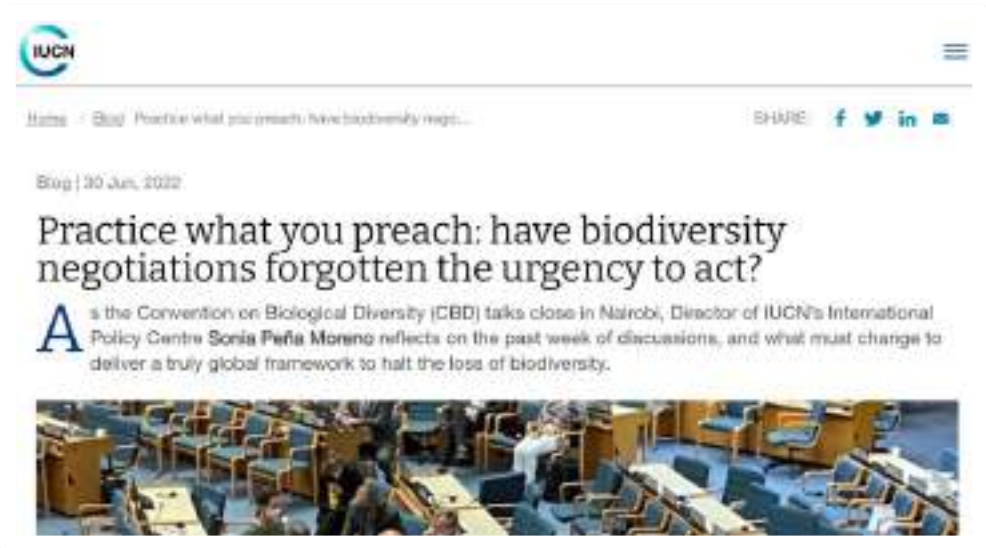 IUCN
Home / Blog Practice what you preach: have biodiversity nego...
SHARE:
Blog | 30 Jun, 2022
Practice what you preach: have biodiversity
negotiations forgotten the urgency to act?
As the Convention on Biological Diversity (CBD) talks close in Nairobi, Director of IUCN's International
Policy Centre Sonia Peña Moreno reflects on the past week of discussions, and what must change to
deliver a truly global framework to halt the loss of biodiversity.